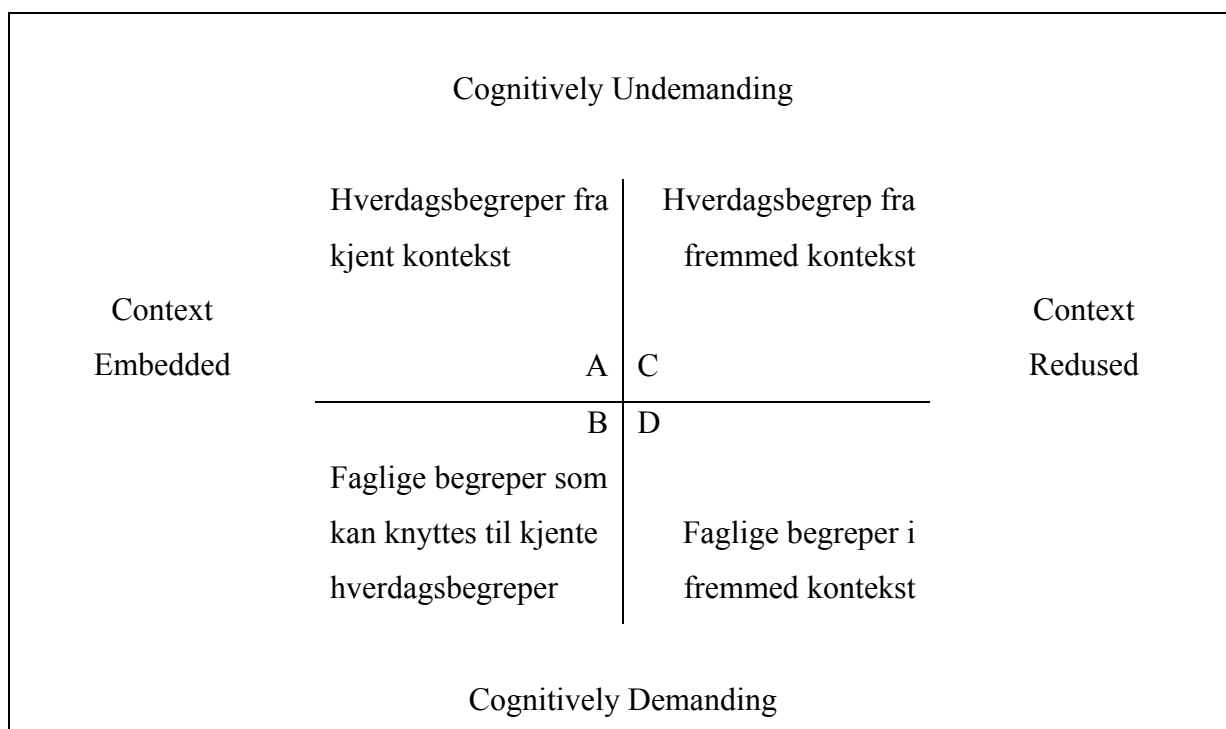 Cognitively Undemanding
Hverdagsbegreper fra
kjent kontekst
Hverdagsbegrep fra
fremmed kontekst
Context
Embedded
Context
Redused
A
C
B
D
Faglige begreper som
kan knyttes til kjente
hverdagsbegreper
Faglige begreper i
fremmed kontekst
Cognitively Demanding